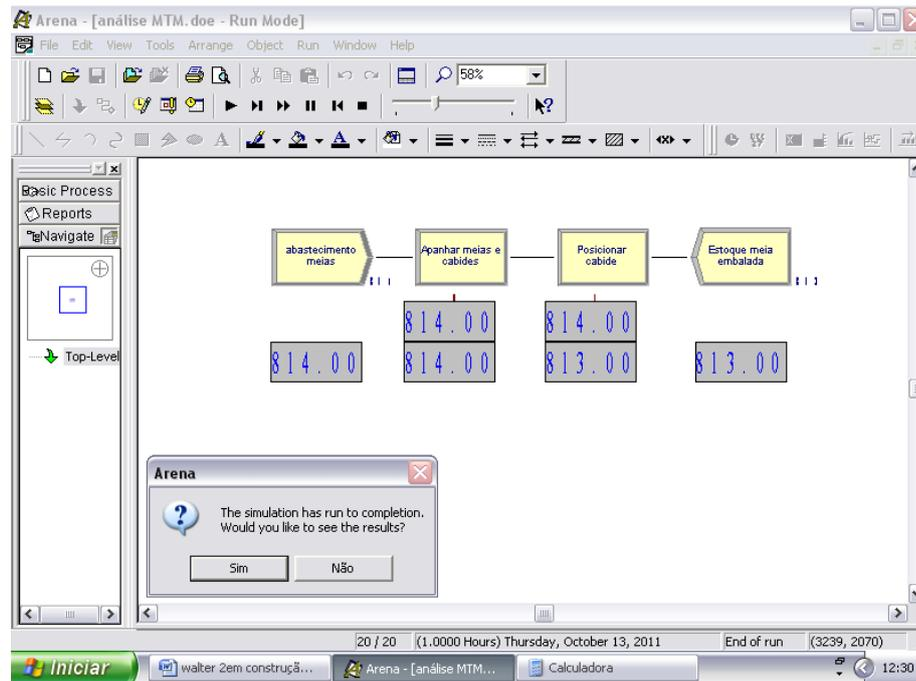 Arena - [análise MTM.doe - Run Mode]
File Edit View Tools Arrange Object Run Window Help
58%
A A
Basic Process
Reports
Navigate
Top-Level
abastecimento
meias
Apanhar meias e
cabides
Posicionar
cabide
Estoque meia
embalada
814.00 814.00
814.00 814.00 813.00 813.00
Arena
The simulation has run to completion.
Would you like to see the results?
Sim Não
20 / 20 (1.0000 Hours) Thursday, October 13, 2011 End of run (3239, 2070)
Iniciar walter 2em construçã... Arena - [análise MTM... Calculadora 12:30